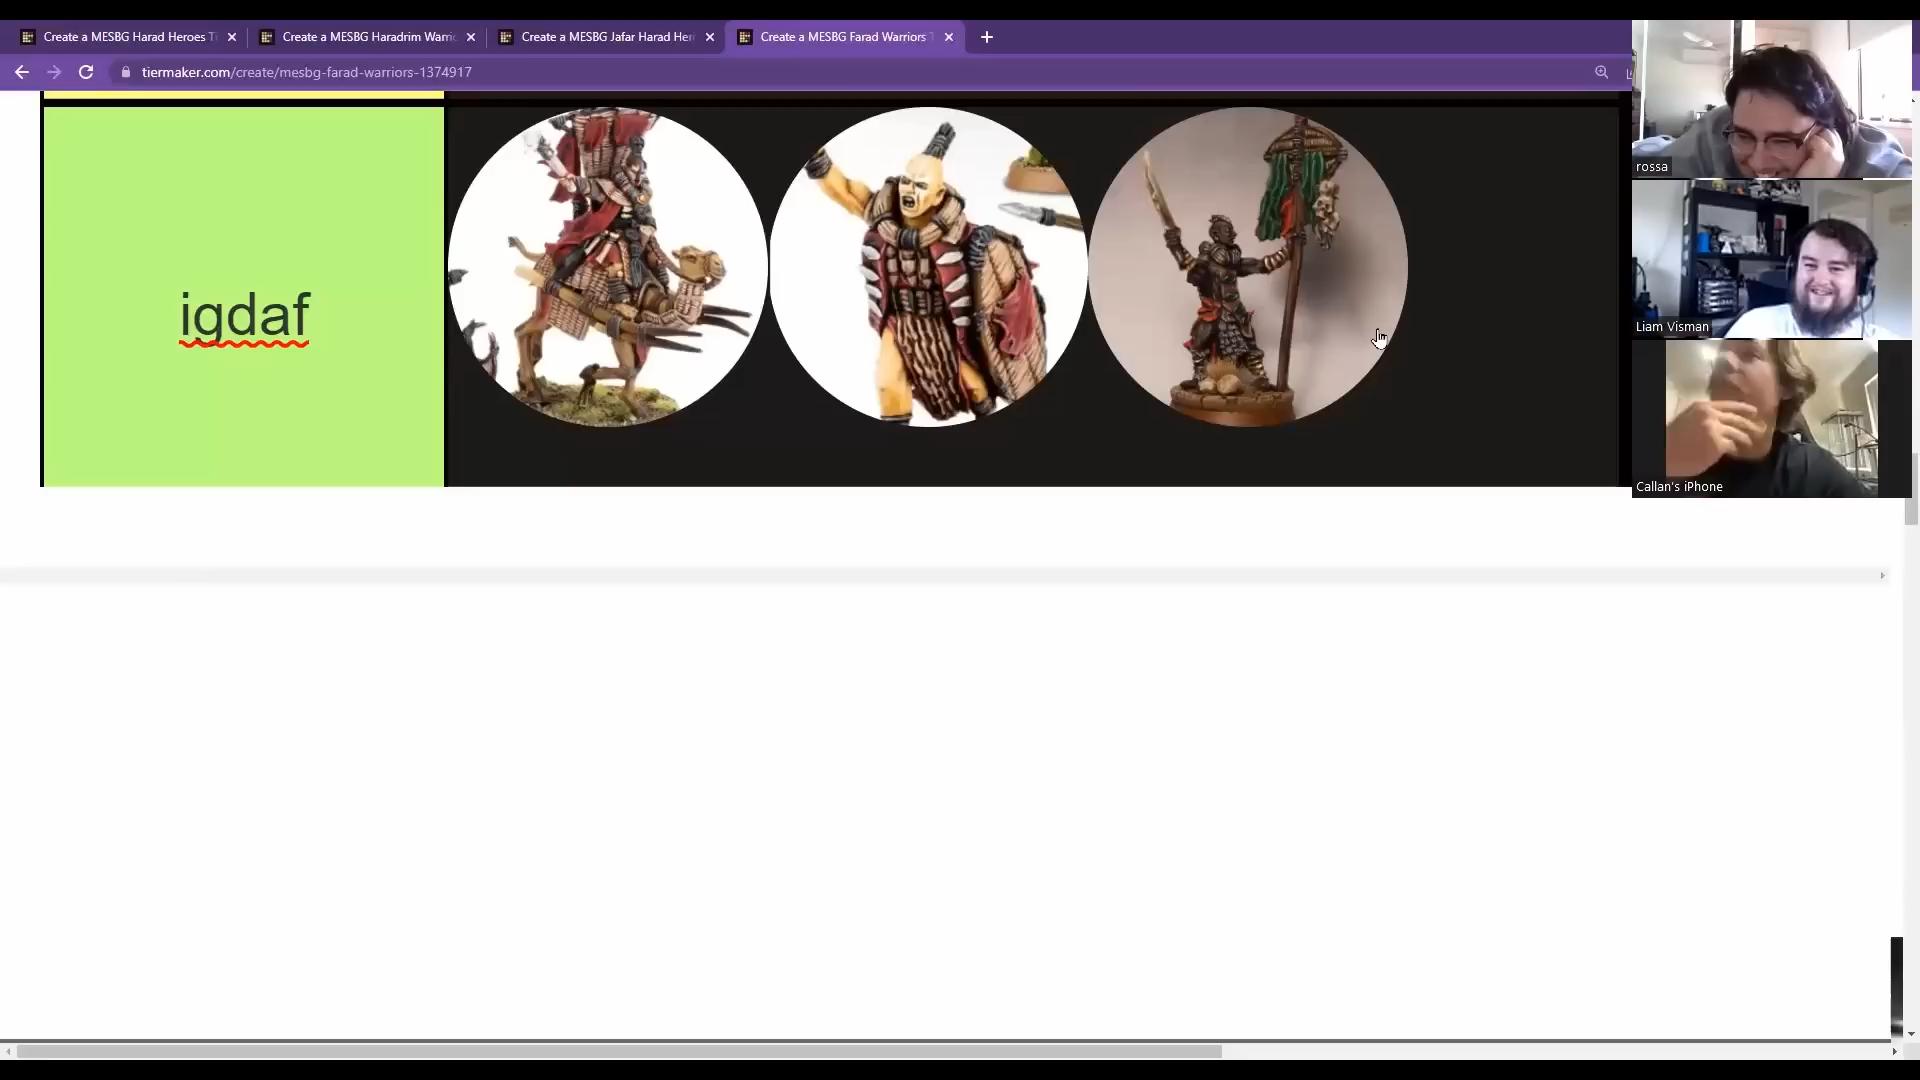 Create a MESBG Harad Heroes T
Create a MESBG Haradrim Warric
Create a MESBG Jafar Harad Her
Create a MESBG Farad Warriors T
tiermaker.com/create/mesbg-farad-warriors-1374917
igdaf
rossa
Liam Visman
Callan's iPhone